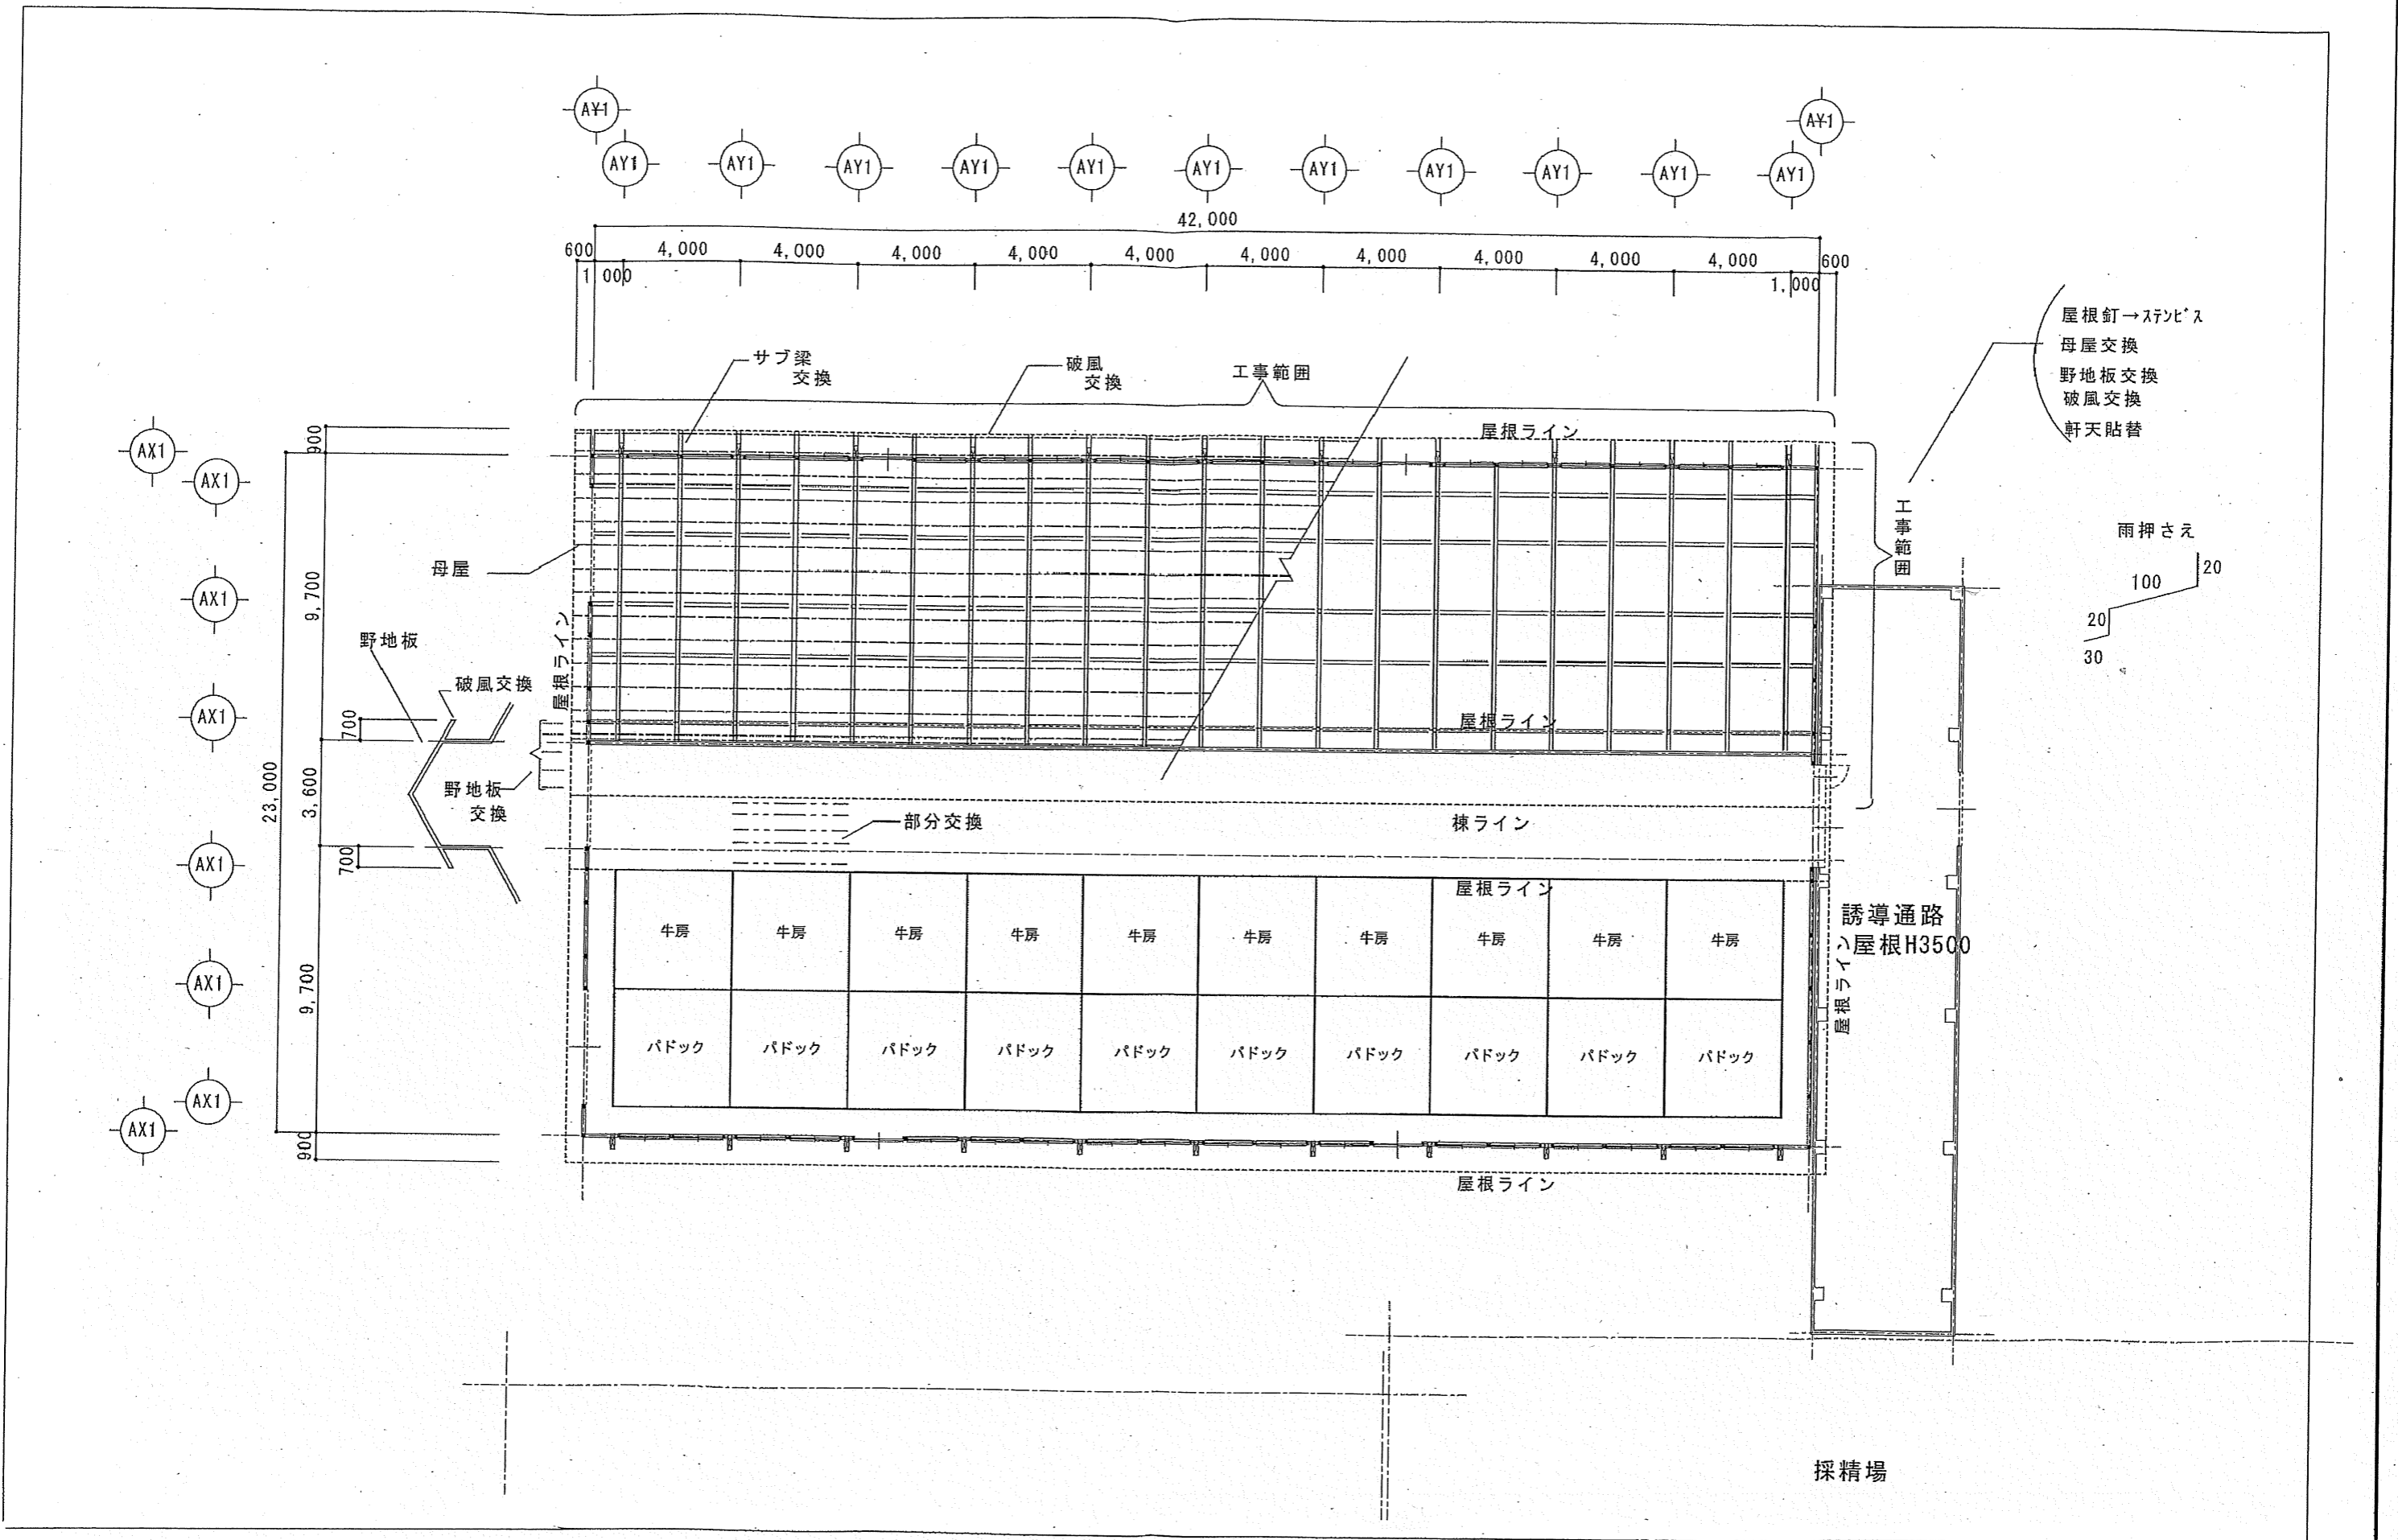 AY1
AY1
AY1
AY1
AY1
AY1
AY1
AY1
AY1
AY1
AY1
AY1
AY1
42,000
600
4,000
4,000
4,000
4,000
4,000
4,000
4,000
4,000
4,000
4,000
600
1,000
1,000
屋根釘→ステンビス
母屋交換
野地板交換
破風交換
軒天貼替
サブ梁
交換
破風
交換
工事範囲
屋根ライン
AX1
AX1
AX1
AX1
AX1
AX1
AX1
AX1
900
9,700
700
23,000
3,600
700
9,700
900
母屋
野地板
破風交換
屋根ライン
野地板
交換
工事範囲
雨押さえ
20
100
20
30
屋根ライン
部分交換
棟ライン
屋根ライン
牛房
牛房
牛房
牛房
牛房
牛房
牛房
牛房
牛房
牛房
パドック
パドック
パドック
パドック
パドック
パドック
パドック
パドック
パドック
パドック
誘導通路
屋根H3500
屋根ライン
屋根ライン
採精場